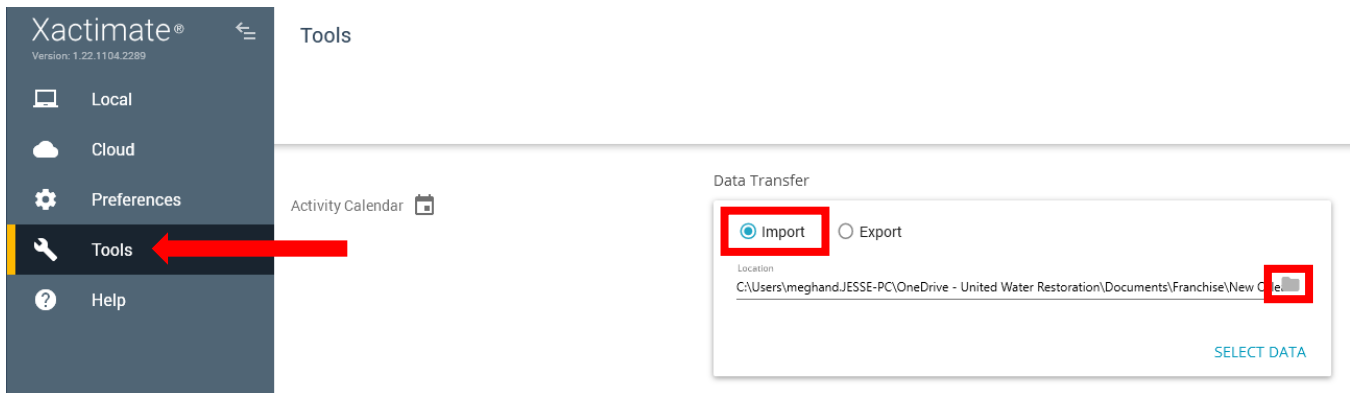 Xactimate®
Version: 1.22.1104.2289
Local
Cloud
Preferences
Tools
Help
Tools
Activity Calendar
Data Transfer
Import Export
Location
C:\Users\meghand.JESSE-PC\OneDrive - United Water Restoration\Documents\Franchise\New
SELECT DATA